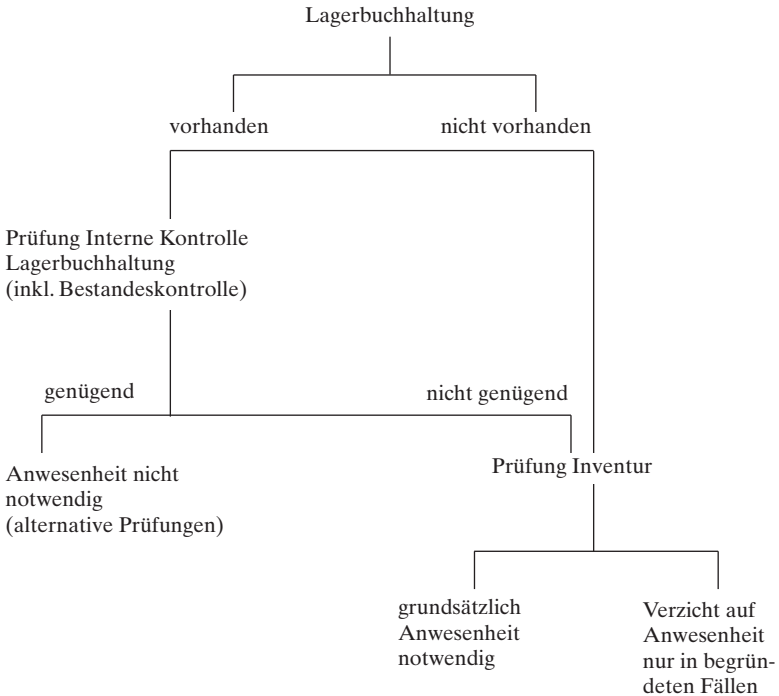 Lagerbuchhaltung
vorhanden
nicht vorhanden
Prüfung Interne Kontrolle
Lagerbuchhaltung
(inkl. Bestandeskontrolle)
genügend
nicht genügend
Anwesenheit nicht
notwendig
(alternative Prüfungen)
Prüfung Inventur
grundsätzlich
Anwesenheit
notwendig
Verzicht auf
Anwesenheit
nur in begrün-
deten Fällen